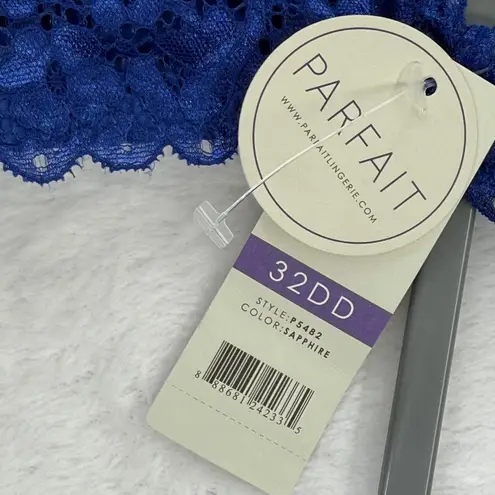 PARFAIT
WWW.PARFAITLINGERIE.COM
32DD
STYLE:P5482
COLOR:SAPPHIRE
8 88681 24233 5